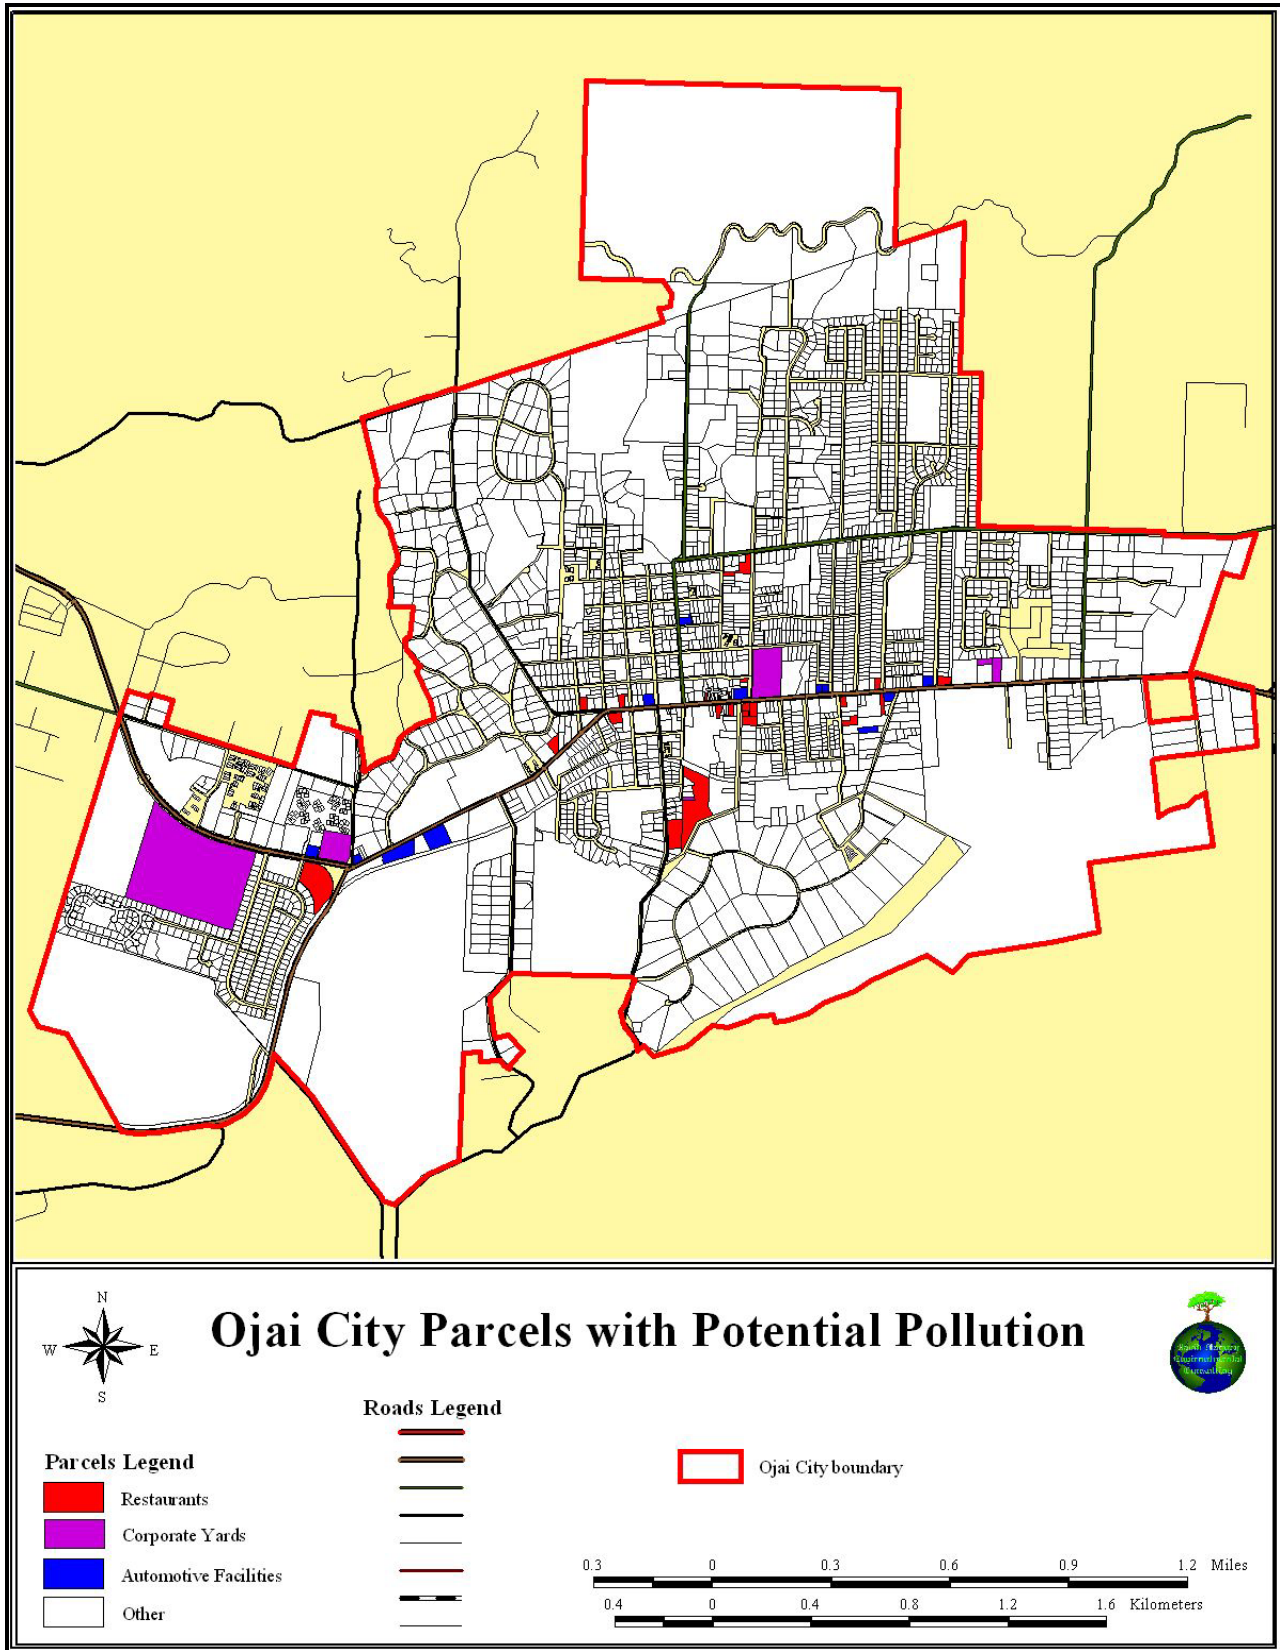 N
W E
S
Ojai City Parcels with Potential Pollution
Roads Legend
Parcels Legend
Restaurants
Corporate Yards
Automotive Facilities
Other
Ojai City boundary
0.3 0 0.3 0.6 0.9 1.2 Miles
0.4 0 0.4 0.8 1.2 1.6 Kilometers